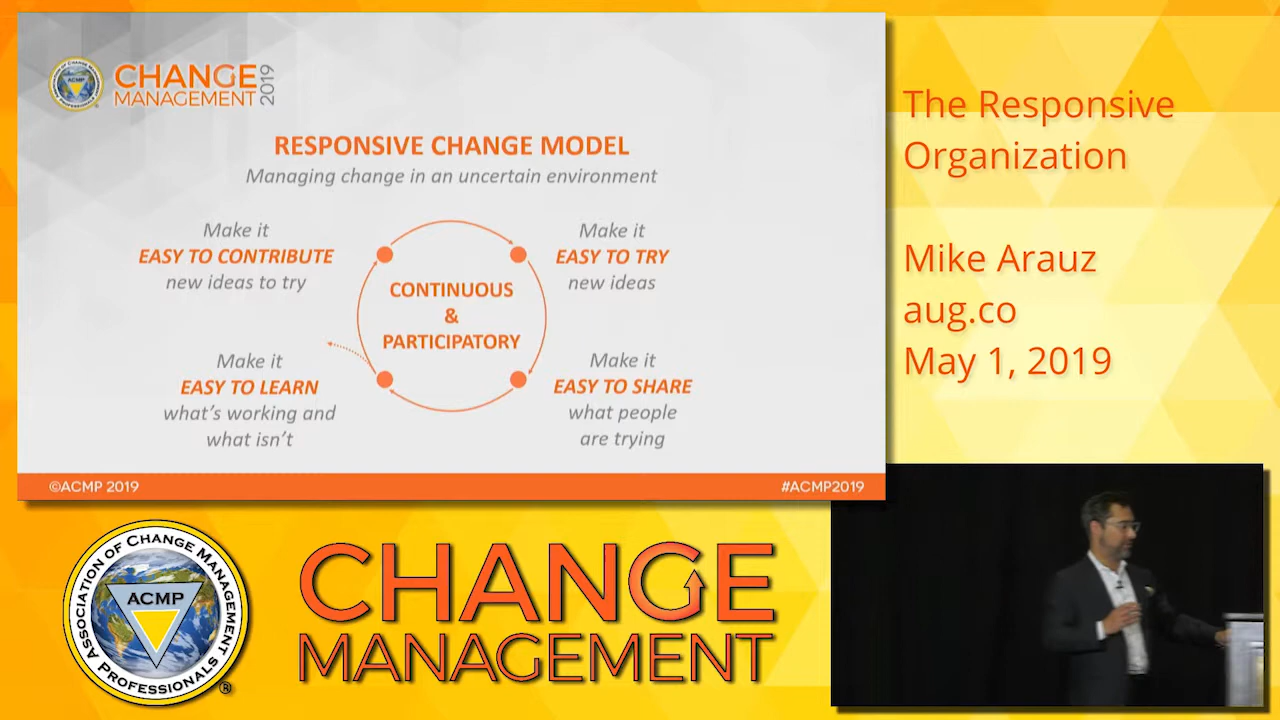 CHANGE
MANAGEMENT
2019
ACMP
RESPONSIVE CHANGE MODEL
Managing change in an uncertain environment
Make it
EASY TO CONTRIBUTE
new ideas to try
Make it
EASY TO TRY
new ideas
CONTINUOUS
&
PARTICIPATORY
Make it
EASY TO LEARN
what's working and
what isn't
Make it
EASY TO SHARE
what people
are trying
©ACMP 2019
#ACMP2019
The Responsive
Organization
Mike Arauz
aug.co
May 1, 2019
ASSOCIATION OF CHANGE MANAGEMENT PROFESSIONALS
ACMP
®
CHANGE
MANAGEMENT